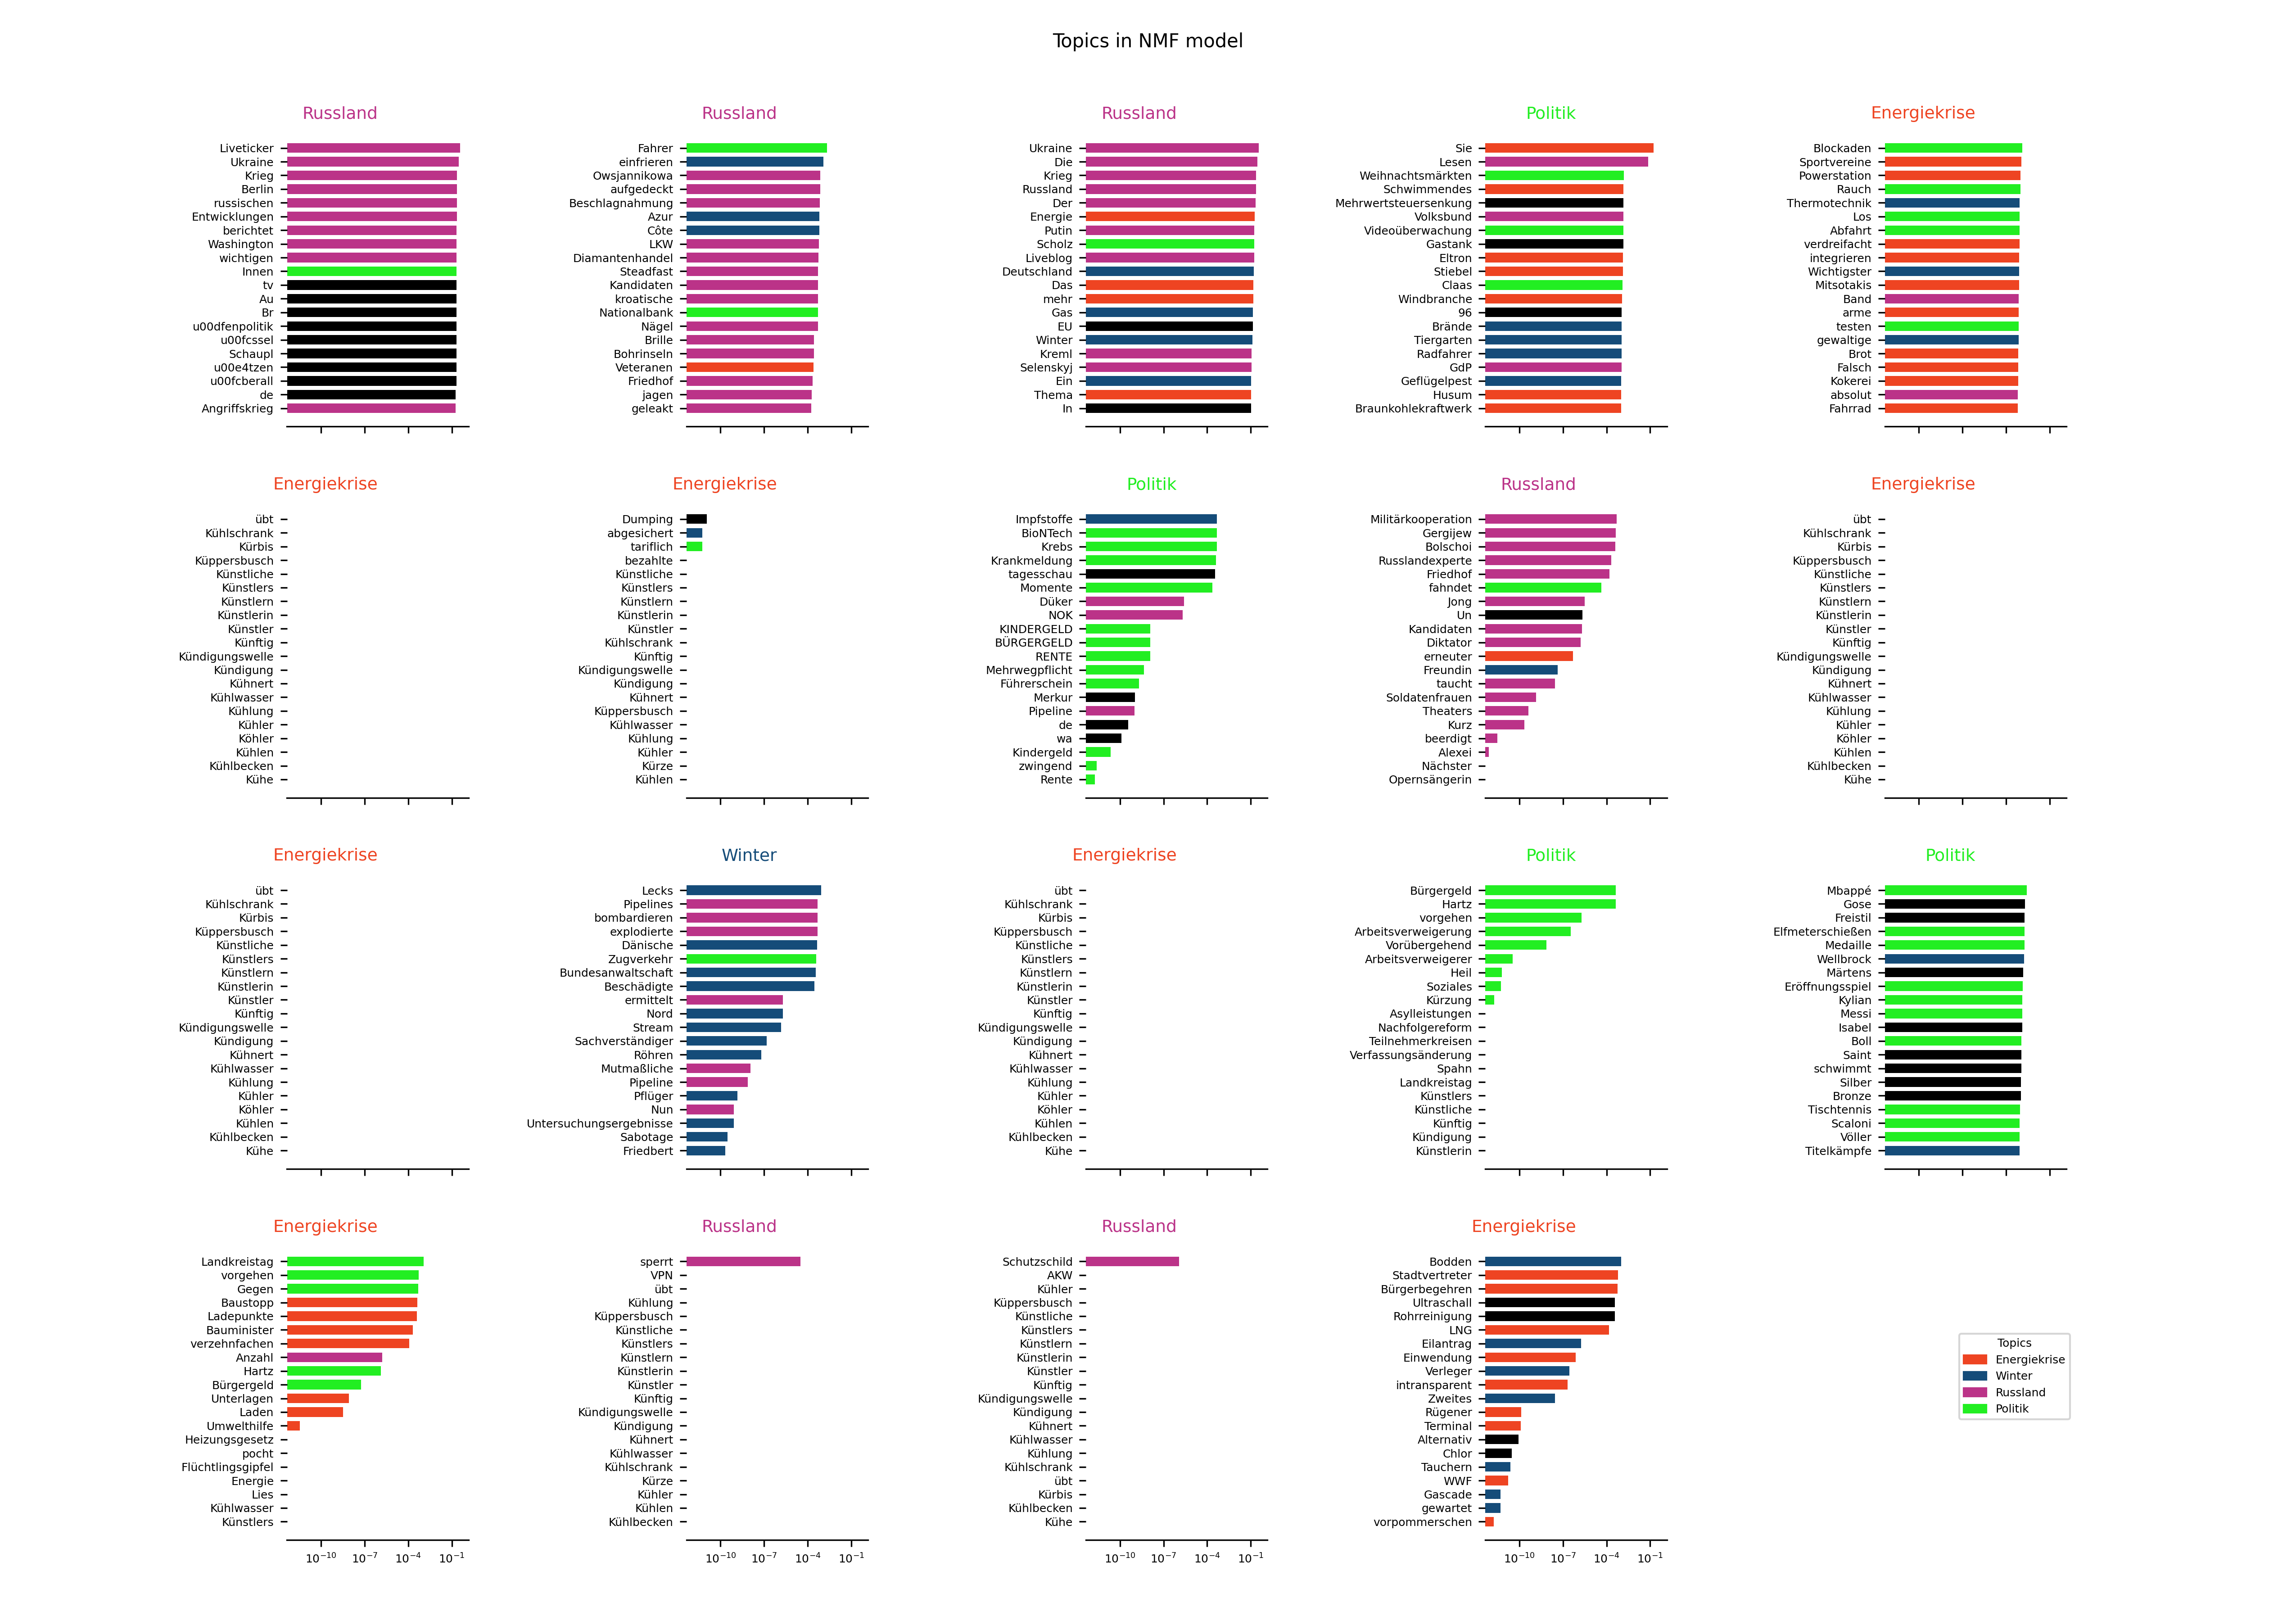 Topics in NMF model
Russland
Liveticker
Ukraine
Krieg
Berlin
russischen
Entwicklungen
berichtet
Washington
wichtigen
Innen
tv
Au
Br
u00dfenpolitik
u00fcssel
Schaupl
u00e4tzen
u00fcberall
de
Angriffskrieg
Russland
Fahrer
einfrieren
Owsjannikowa
aufgedeckt
Beschlagnahmung
Azur
Côte
LKW
Diamantenhandel
Steadfast
Kandidaten
kroatische
Nationalbank
Nägel
Brille
Bohrinseln
Veteranen
Friedhof
jagen
geleakt
Russland
Ukraine
Die
Krieg
Russland
Der
Energie
Putin
Scholz
Liveblog
Deutschland
Das
mehr
Gas
EU
Winter
Kreml
Selenskyj
Ein
Thema
In
Politik
Sie
Lesen
Weihnachtsmärkten
Schwimmendes
Mehrwertsteuersenkung
Volksbund
Videoüberwachung
Gastank
Eltron
Stiebel
Claas
Windbranche
96
Brände
Tiergarten
Radfahrer
GdP
Geflügelpest
Husum
Braunkohlekraftwerk
Energiekrise
Blockaden
Sportvereine
Powerstation
Rauch
Thermotechnik
Los
Abfahrt
verdreifacht
integrieren
Wichtigster
Mitsotakis
Band
arme
testen
gewaltige
Brot
Falsch
Kokerei
absolut
Fahrrad
Energiekrise
übt
Kühlschrank
Kürbis
Küppersbusch
Künstliche
Künstlers
Künstlern
Künstlerin
Künstler
Künftig
Kündigungswelle
Kündigung
Kühnert
Kühlwasser
Kühlung
Kühler
Köhler
Kühlen
Kühlbecken
Kühe
Energiekrise
Dumping
abgesichert
tariflich
bezahlte
Künstliche
Künstlers
Künstlern
Künstlerin
Künstler
Kühlschrank
Künftig
Kündigungswelle
Kündigung
Kühnert
Küppersbusch
Kühlwasser
Kühlung
Kühler
Kürze
Kühlen
Politik
Impfstoffe
BioNTech
Krebs
Krankmeldung
tagesschau
Momente
Düker
NOK
KINDERGELD
BÜRGERGELD
RENTE
Mehrwegpflicht
Führerschein
Merkur
Pipeline
de
wa
Kindergeld
zwingend
Rente
Russland
Militärkooperation
Gergijew
Bolschoi
Russlandexperte
Friedhof
fahndet
Jong
Un
Kandidaten
Diktator
erneuter
Freundin
taucht
Soldatenfrauen
Theaters
Kurz
beerdigt
Alexei
Nächster
Opernsängerin
Energiekrise
übt
Kühlschrank
Kürbis
Küppersbusch
Künstliche
Künstlers
Künstlern
Künstlerin
Künstler
Künftig
Kündigungswelle
Kündigung
Kühnert
Kühlwasser
Kühlung
Kühler
Köhler
Kühlen
Kühlbecken
Kühe
Energiekrise
übt
Kühlschrank
Kürbis
Küppersbusch
Künstliche
Künstlers
Künstlern
Künstlerin
Künstler
Künftig
Kündigungswelle
Kündigung
Kühnert
Kühlwasser
Kühlung
Kühler
Köhler
Kühlen
Kühlbecken
Kühe
Winter
Lecks
Pipelines
bombardieren
explodierte
Dänische
Zugverkehr
Bundesanwaltschaft
Beschädigte
ermittelt
Nord
Stream
Sachverständiger
Röhren
Mutmaßliche
Pipeline
Pflüger
Nun
Untersuchungsergebnisse
Sabotage
Friedbert
Energiekrise
übt
Kühlschrank
Kürbis
Küppersbusch
Künstliche
Künstlers
Künstlern
Künstlerin
Künstler
Künftig
Kündigungswelle
Kündigung
Kühnert
Kühlwasser
Kühlung
Kühler
Köhler
Kühlen
Kühlbecken
Kühe
Politik
Bürgergeld
Hartz
vorgehen
Arbeitsverweigerung
Vorübergehend
Arbeitsverweigerer
Heil
Soziales
Kürzung
Asylleistungen
Nachfolgereform
Teilnehmerkreisen
Verfassungsänderung
Spahn
Landkreistag
Künstlers
Künstliche
Künftig
Kündigung
Künstlerin
Politik
Mbappé
Gose
Freistil
Elfmeterschießen
Medaille
Wellbrock
Märtens
Eröffnungsspiel
Kylian
Messi
Isabel
Boll
Saint
schwimmt
Silber
Bronze
Tischtennis
Scaloni
Völler
Titelkämpfe
Energiekrise
Landkreistag
vorgehen
Gegen
Baustopp
Ladepunkte
Bauminister
verzehnfachen
Anzahl
Hartz
Bürgergeld
Unterlagen
Laden
Umwelthilfe
Heizungsgesetz
pocht
Flüchtlingsgipfel
Energie
Lies
Kühlwasser
Künstlers
10⁻¹⁰ 10⁻⁷ 10⁻⁴ 10⁻¹
Russland
sperrt
VPN
übt
Kühlung
Küppersbusch
Künstliche
Künstlers
Künstlern
Künstlerin
Künstler
Künftig
Kündigungswelle
Kündigung
Kühnert
Kühlwasser
Kühlschrank
Kürze
Kühler
Kühlen
Kühlbecken
10⁻¹⁰ 10⁻⁷ 10⁻⁴ 10⁻¹
Russland
Schutzschild
AKW
Kühler
Küppersbusch
Künstliche
Künstlers
Künstlern
Künstlerin
Künstler
Künftig
Kündigungswelle
Kündigung
Kühnert
Kühlwasser
Kühlung
Kühlschrank
übt
Kürbis
Kühlbecken
Kühe
10⁻¹⁰ 10⁻⁷ 10⁻⁴ 10⁻¹
Energiekrise
Bodden
Stadtvertreter
Bürgerbegehren
Ultraschall
Rohrreinigung
LNG
Eilantrag
Einwendung
Verleger
intransparent
Zweites
Rügener
Terminal
Alternativ
Chlor
Tauchern
WWF
Gascade
gewartet
vorpommerschen
10⁻¹⁰ 10⁻⁷ 10⁻⁴ 10⁻¹
Topics
Energiekrise
Winter
Russland
Politik